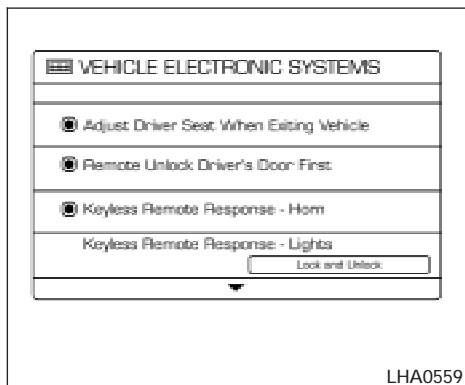 VEHICLE ELECTRONIC SYSTEMS
Adjust Driver Seat When Exiting Vehicle
Remote Unlock Driver's Door First
Keyless Remote Response - Horn
Keyless Remote Response - Lights
Lock and Unlock
LHA0559